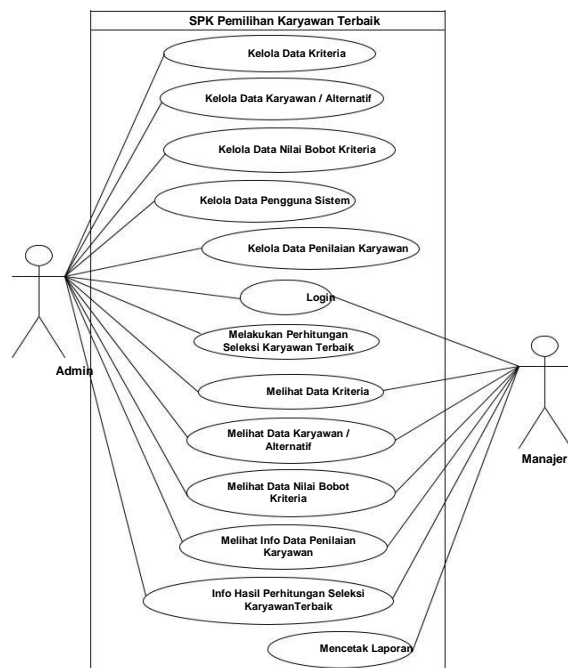 SPK Pemilihan Karyawan Terbaik
Kelola Data Kriteria
Kelola Data Karyawan / Alternatif
Kelola Data Nilai Bobot Kriteria
Kelola Data Pengguna Sistem
Kelola Data Penilaian Karyawan
Login
Melakukan Perhitungan
Seleksi Karyawan Terbaik
Admin
Melihat Data Kriteria
Melihat Data Karyawan /
Alternatif
Manajer
Melihat Data Nilai Bobot
Kriteria
Melihat Info Data Penilaian
Karyawan
Info Hasil Perhitungan Seleksi
KaryawanTerbaik
Mencetak Laporan